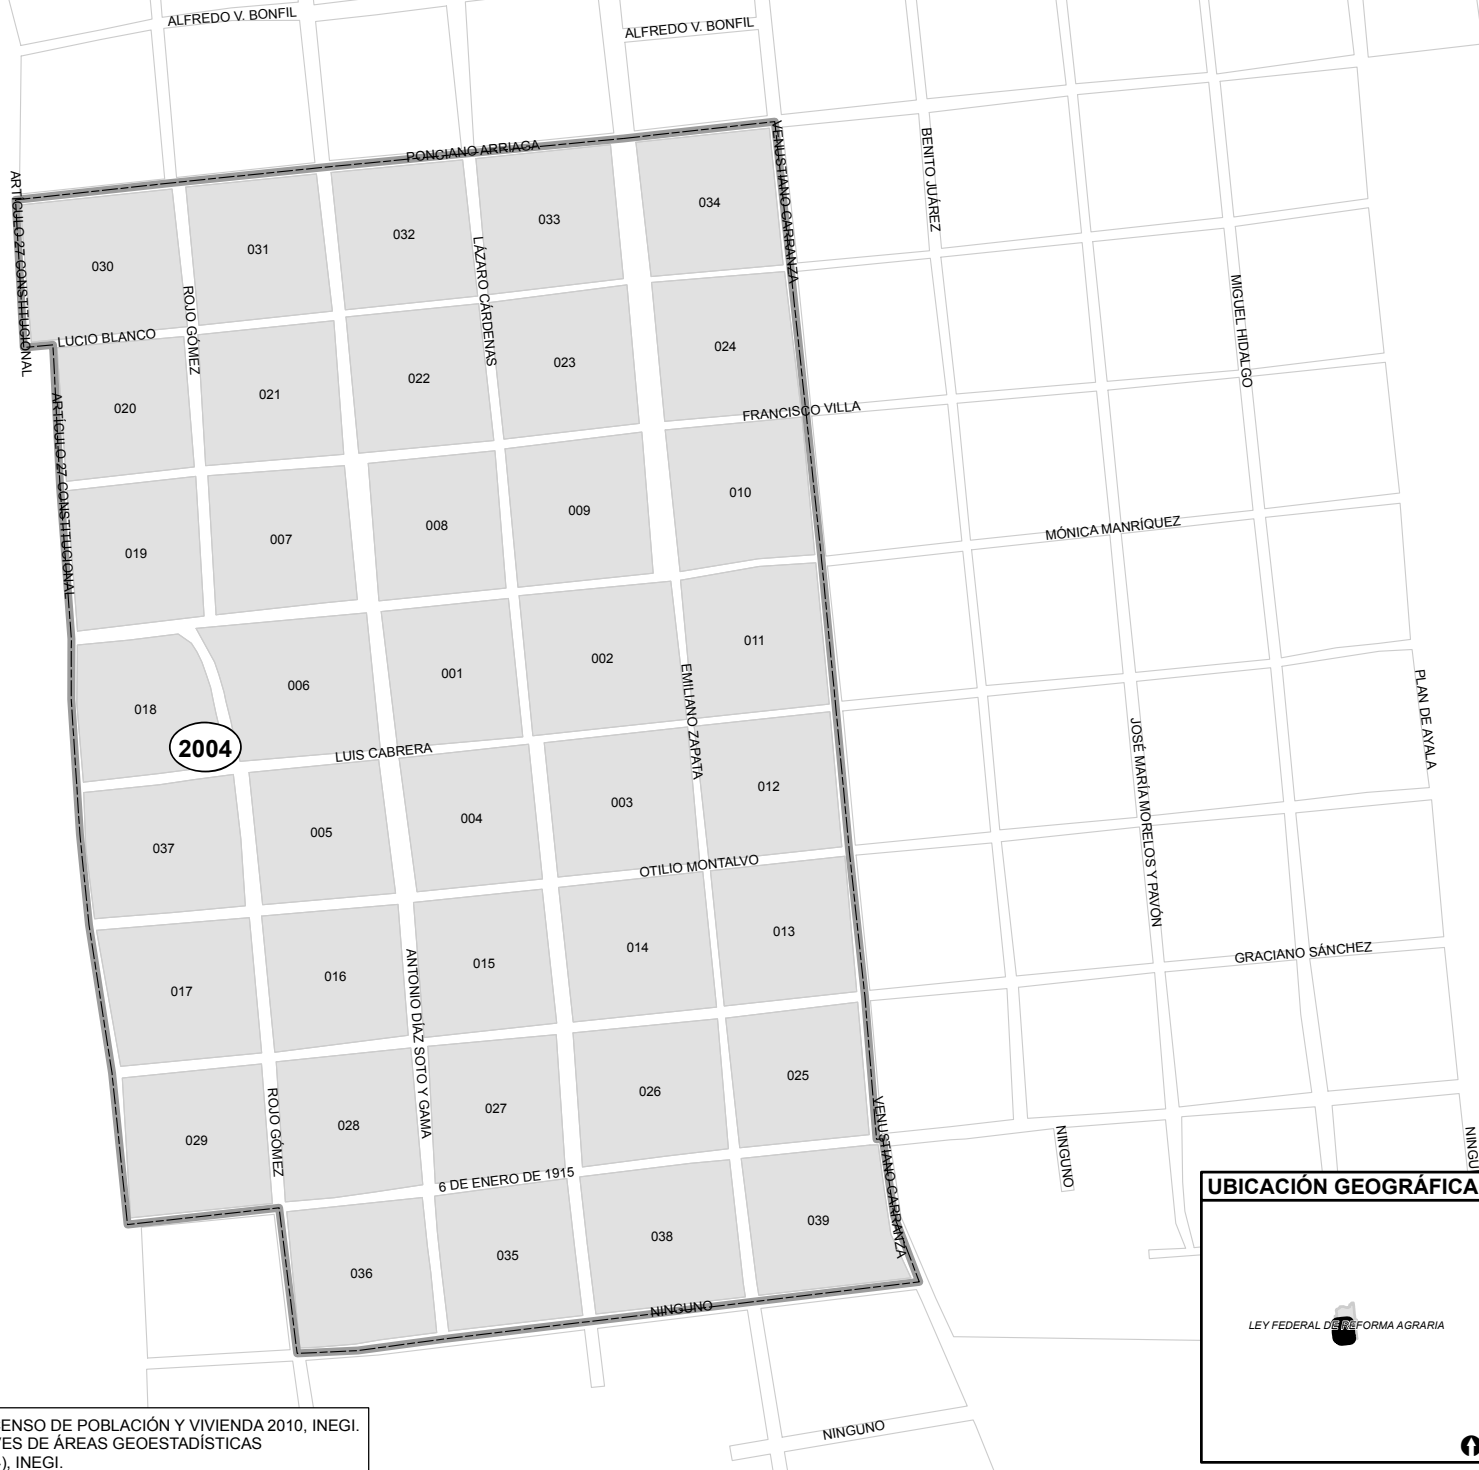 ALFREDO V. BONFIL
ALFREDO V. BONFIL
PONCIANO ARRIAGA
VENUSTIANO CARRANZA
BENITO JUÁREZ
ARTÍCULO 27 CONSTITUCIONAL
034
033
032
031
030
LÁZARO CÁRDENAS
ROJO GÓMEZ
MIGUEL HIDALGO
LUCIO BLANCO
024
023
022
021
020
ARTÍCULO 27 CONSTITUCIONAL
FRANCISCO VILLA
010
009
008
007
019
MÓNICA MANRÍQUEZ
011
002
001
006
018
EMILIANO ZAPATA
PLAN DE AYALA
2004
LUIS CABRERA
JOSÉ MARÍA MORELOS Y PAVÓN
012
003
004
005
037
OTILIO MONTALVO
013
014
015
016
017
GRACIANO SÁNCHEZ
ANTONIO DÍAZ SOTO Y GAMA
025
026
027
028
029
ROJO GÓMEZ
VENUSTIANO CARRANZA
NINGUNO
NINGU
6 DE ENERO DE 1915
039
038
035
036
NINGUNO
UBICACIÓN GEOGRÁFICA
LEY FEDERAL DE REFORMA AGRARIA
NINGUNO
ENSO DE POBLACIÓN Y VIVIENDA 2010, INEGI.
ES DE ÁREAS GEOESTADÍSTICAS
), INEGI.